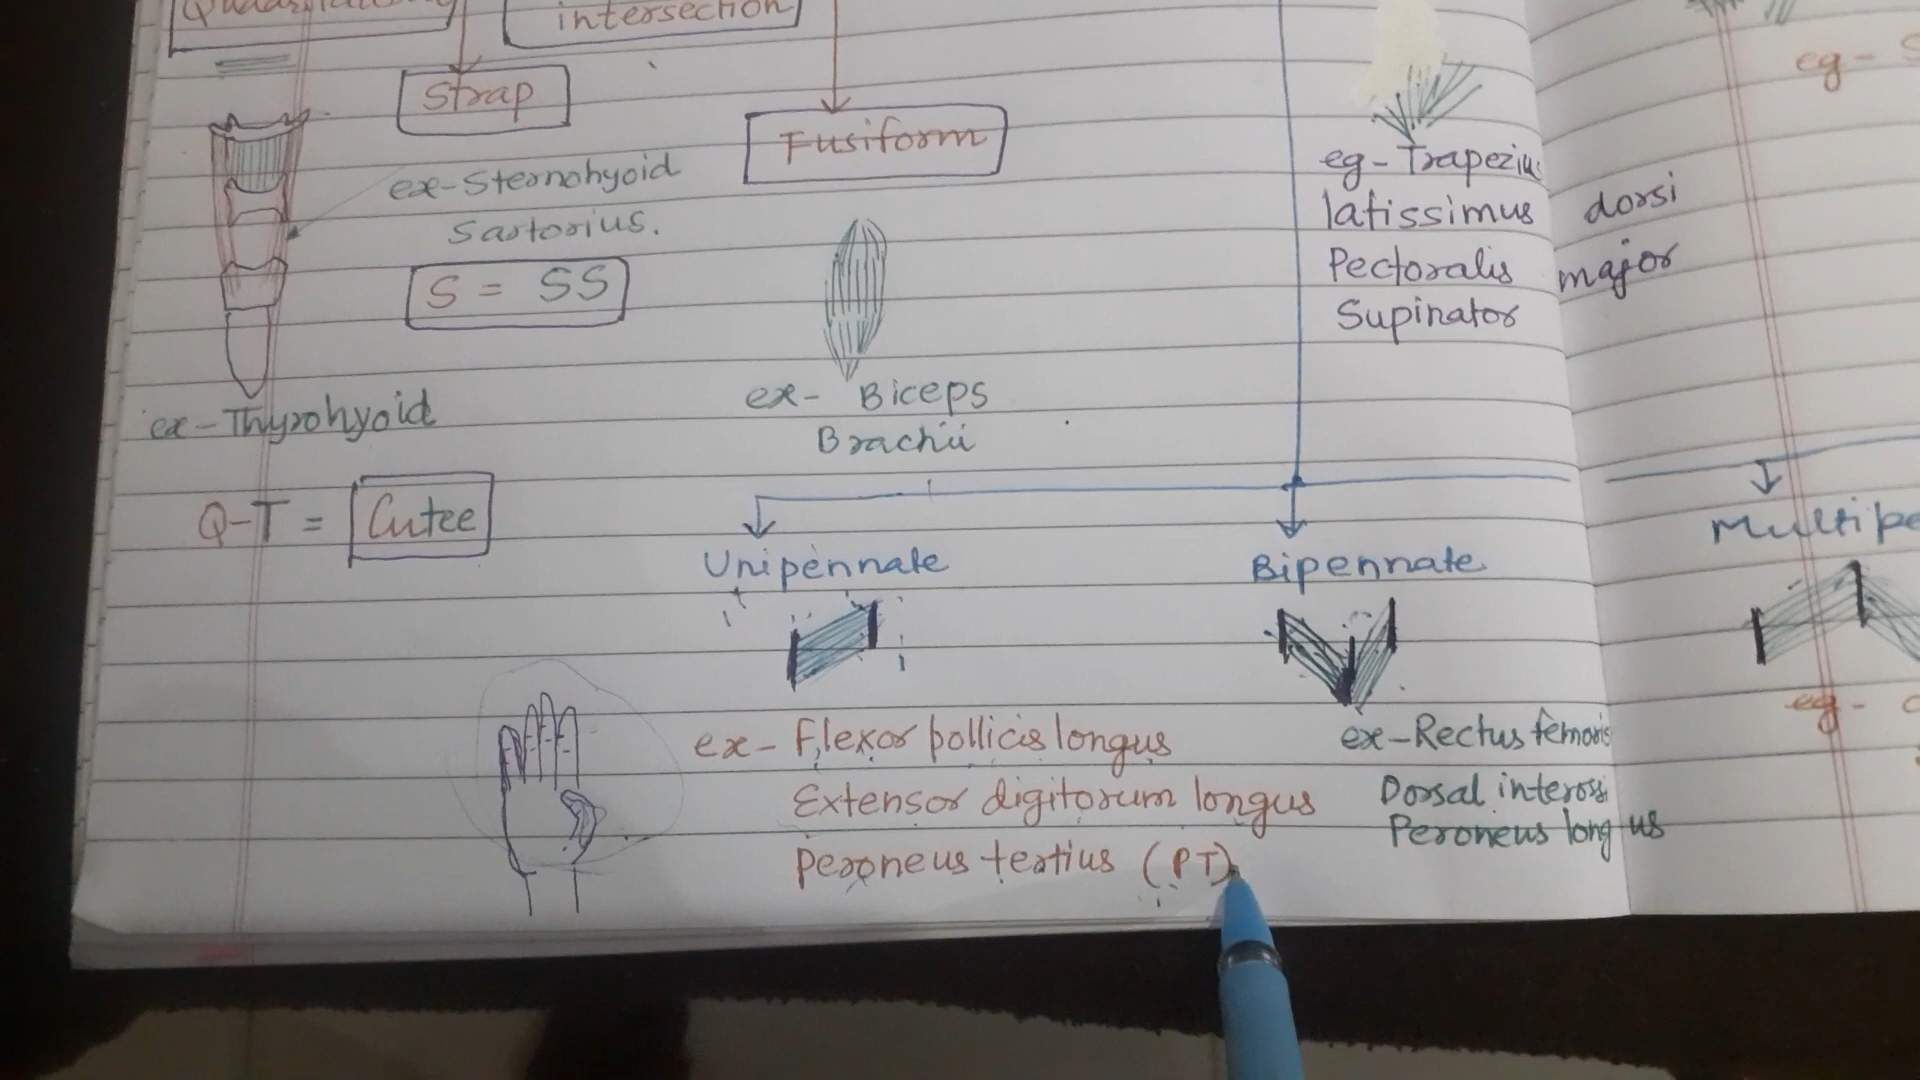 intersection
Strap
ex-Sternohyoid
Sartorius.
S = SS
Fusiform
ex- Biceps
Brachii
ex-Thyrohyoid
Q-T = Cutee
eg-Trapezius
latissimus dorsi
Pectoralis major
Supinator
eg-
Unipennate
Bipennate
ex- Flexor pollicis longus
Extensor digitorum longus
Peroneus tertius (PT)
ex-Rectus femoris
Dorsal interossi
Peroneus longus
eg-